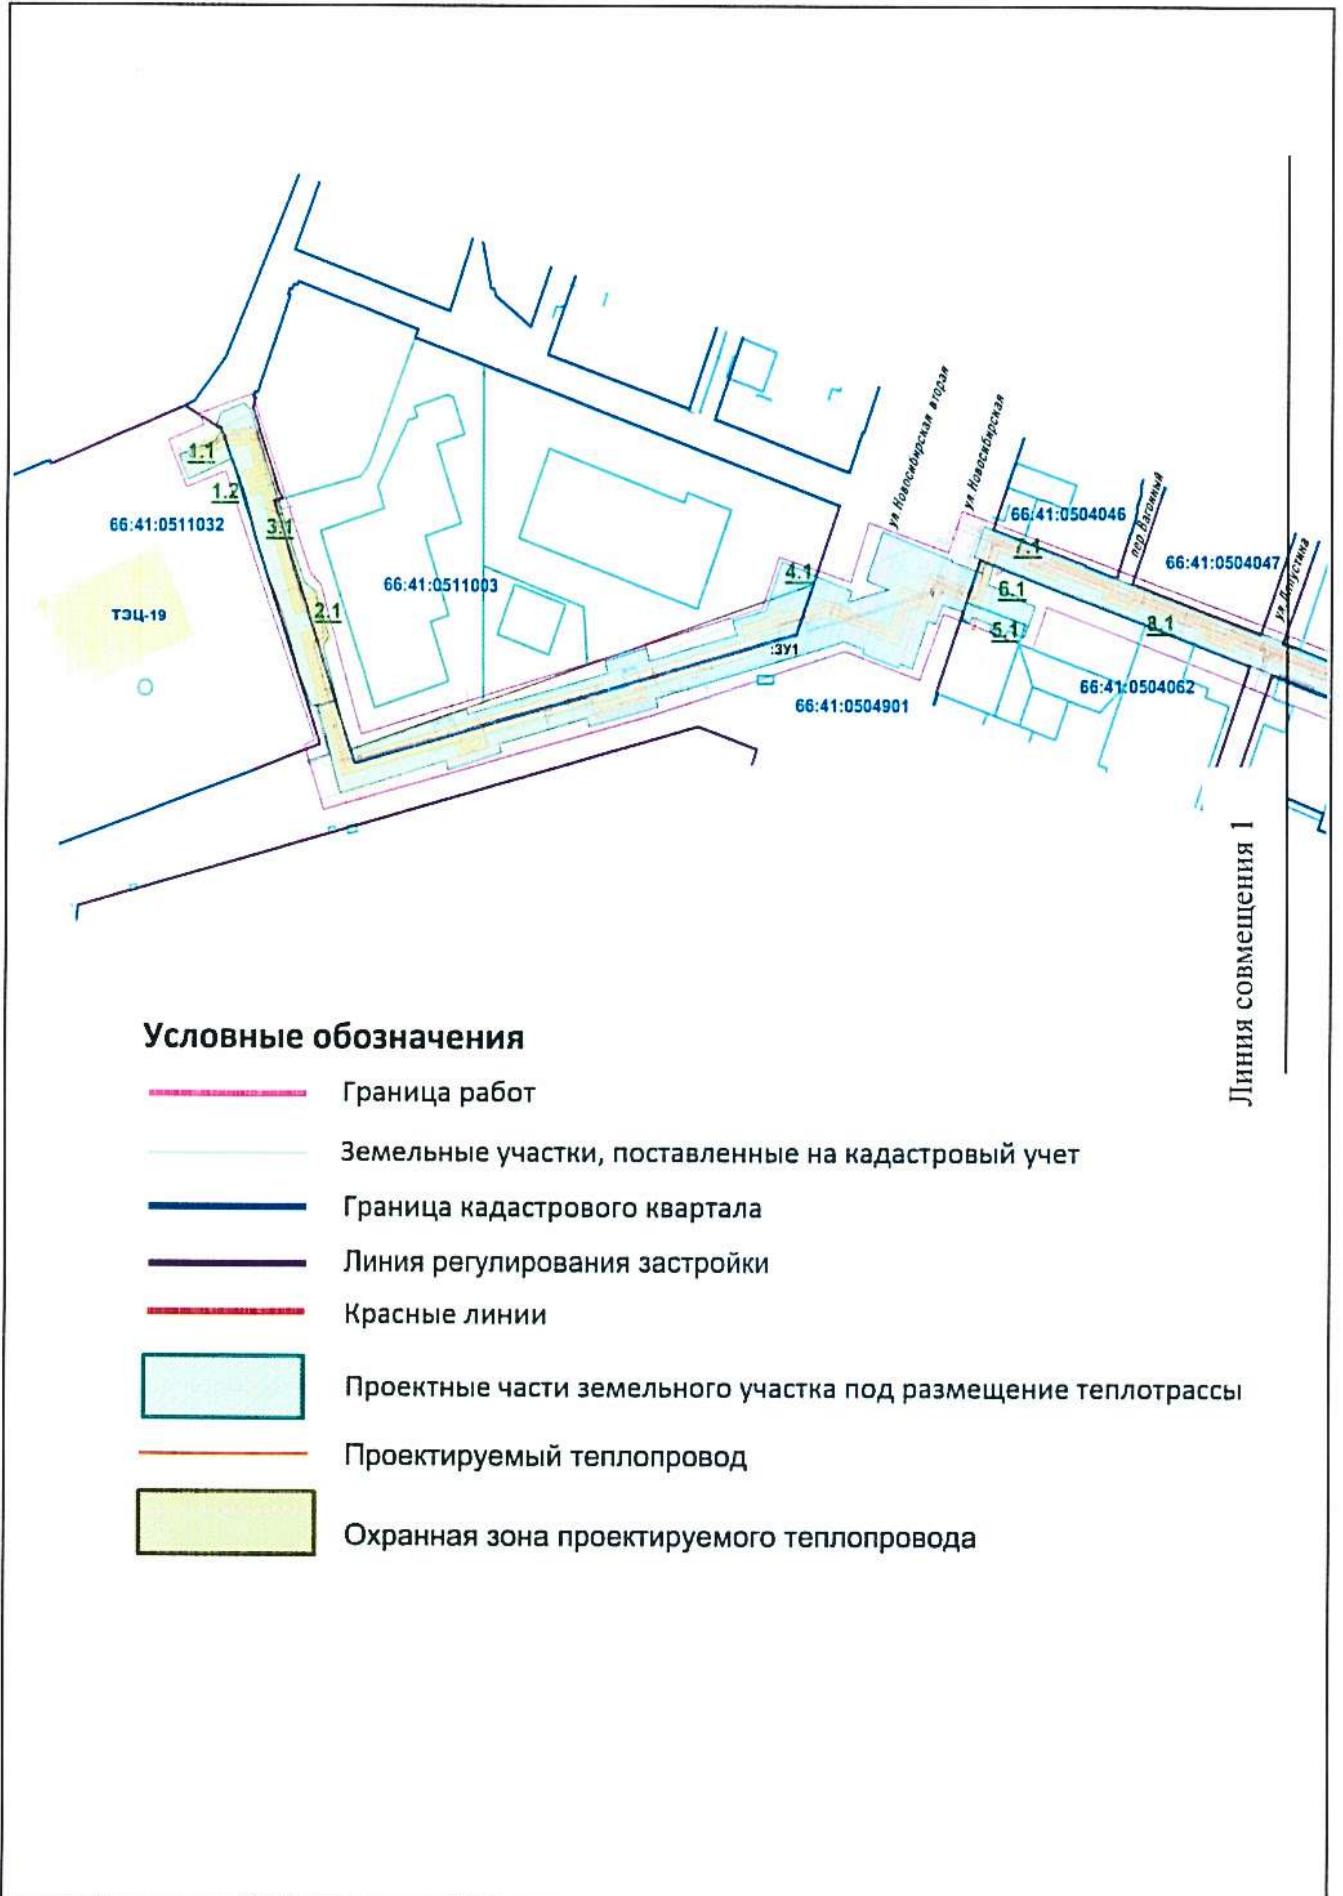 ул.Новосибирская вторая
ул.Новосибирская
пер.Вагонный
1.1
1.2
66:41:0511032
3.1
66:41:0504046
7.1
66:41:0504047
4.1
66:41:0511003
6.1
ТЭЦ-19
2.1
5.1
8.1
:ЗУ1
66:41:0504062
66:41:0504901
Линия совмещения 1
Условные обозначения
Граница работ
Земельные участки, поставленные на кадастровый учет
Граница кадастрового квартала
Линия регулирования застройки
Красные линии
Проектные части земельного участка под размещение теплотрассы
Проектируемый теплопровод
Охранная зона проектируемого теплопровода